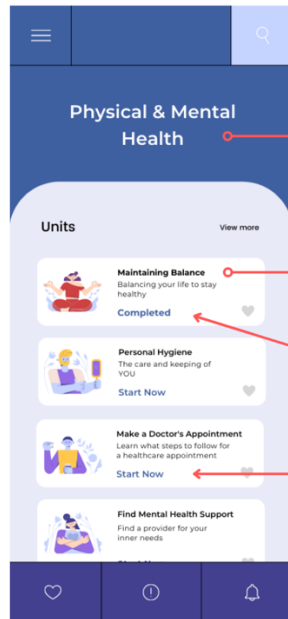 Physical & Mental
Health
Units
View more
Maintaining Balance
Balancing your life to stay
healthy
Completed
Personal Hygiene
The care and keeping of
YOU
Start Now
Make a Doctor's Appointment
Learn what steps to follow for
a healthcare appointment
Start Now
Find Mental Health Support
Find a provider for your
inner needs